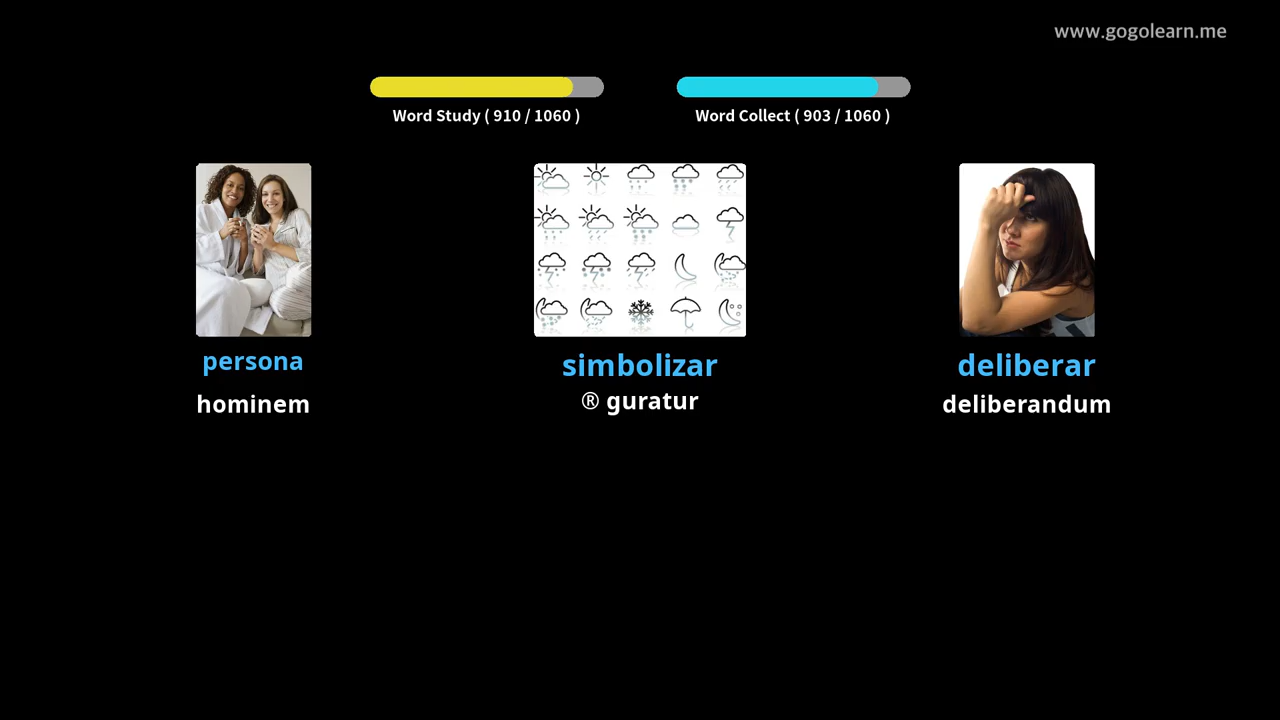 www.gogolearn.me
Word Study ( 910 / 1060 )
Word Collect ( 903 / 1060 )
persona
hominem
simbolizar
® guratur
deliberar
deliberandum